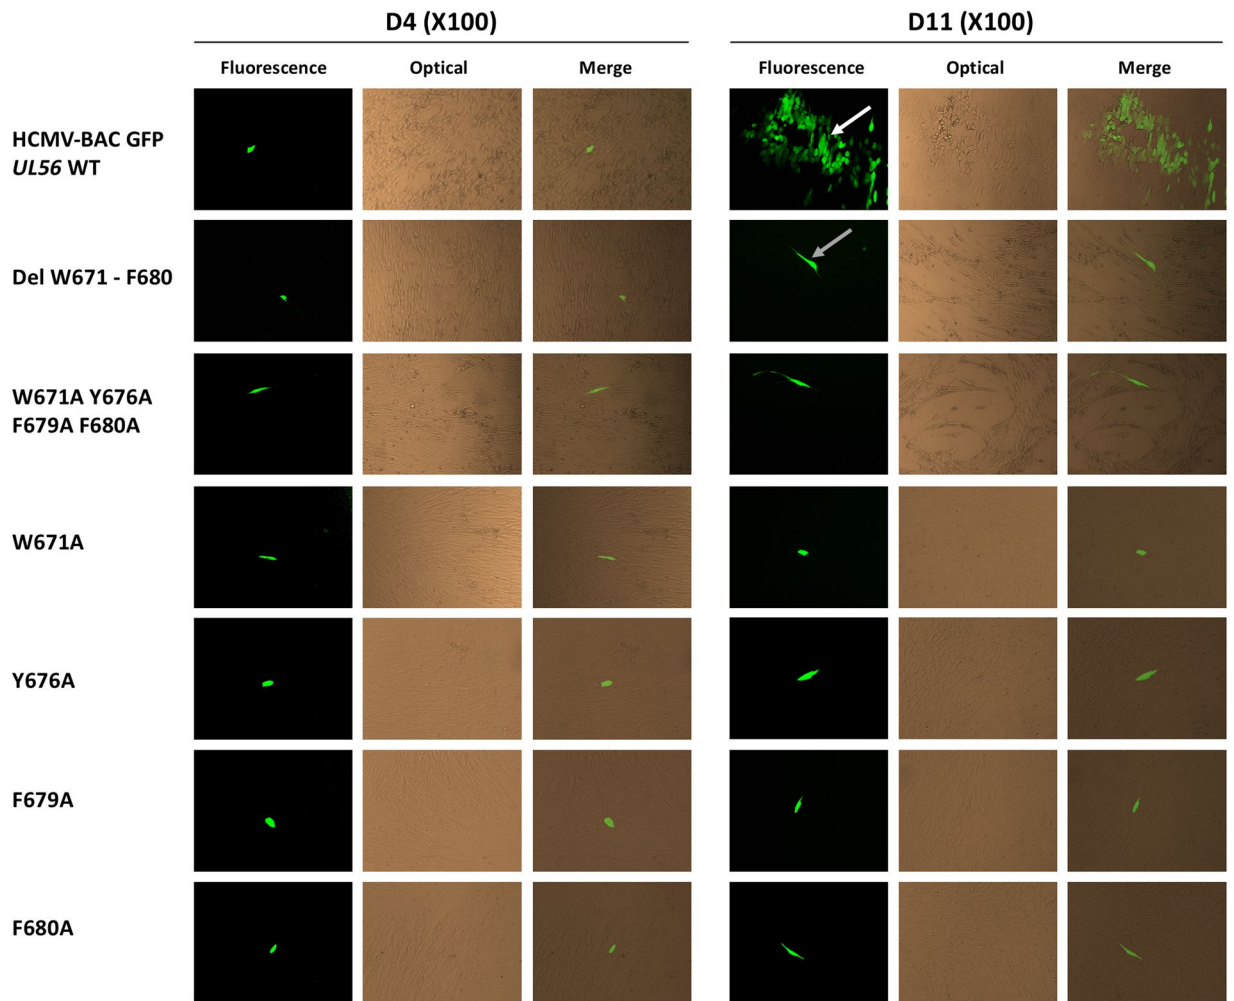 D4 (X100)
D11 (X100)
Fluorescence
Optical
Merge
Fluorescence
Optical
Merge
HCMV-BAC GFP
UL56 WT
Del W671 - F680
W671A Y676A
F679A F680A
W671A
Y676A
F679A
F680A